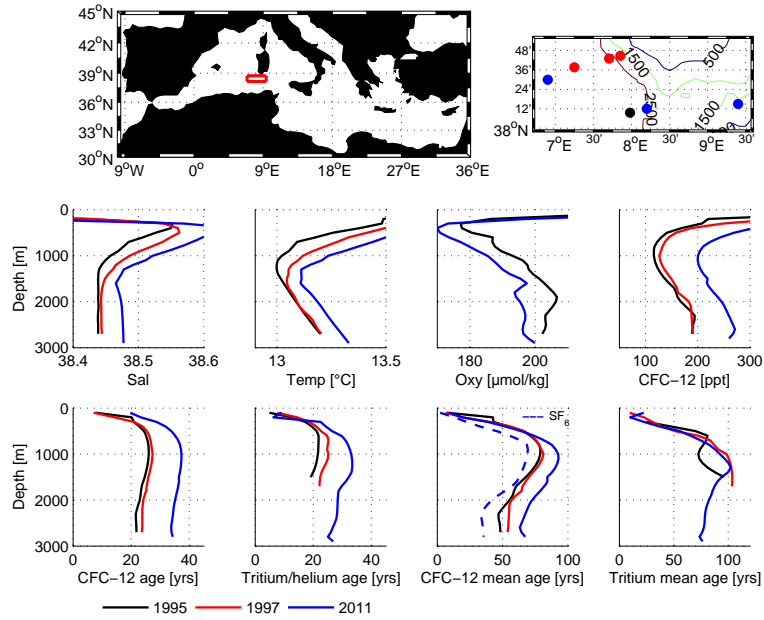 45°N
42°N
39°N
36°N
33°N
30°N
9°W 0° 9°E 18°E 27°E 36°E
48'
36'
24'
12'
38°N
7°E 30' 8°E 30' 9°E 30'
1500
500
2500
1500
0
1000
2000
3000
Depth [m]
38.4 38.5 38.6
Sal
13 13.5
Temp [°C]
180 200
Oxy [µmol/kg]
100 200 300
CFC−12 [ppt]
0
1000
2000
3000
Depth [m]
0 20 40
CFC−12 age [yrs]
0 20 40
Tritium/helium age [yrs]
SF6
0 50 100
CFC−12 mean age [yrs]
0 50 100
Tritium mean age [yrs]
1995 1997 2011